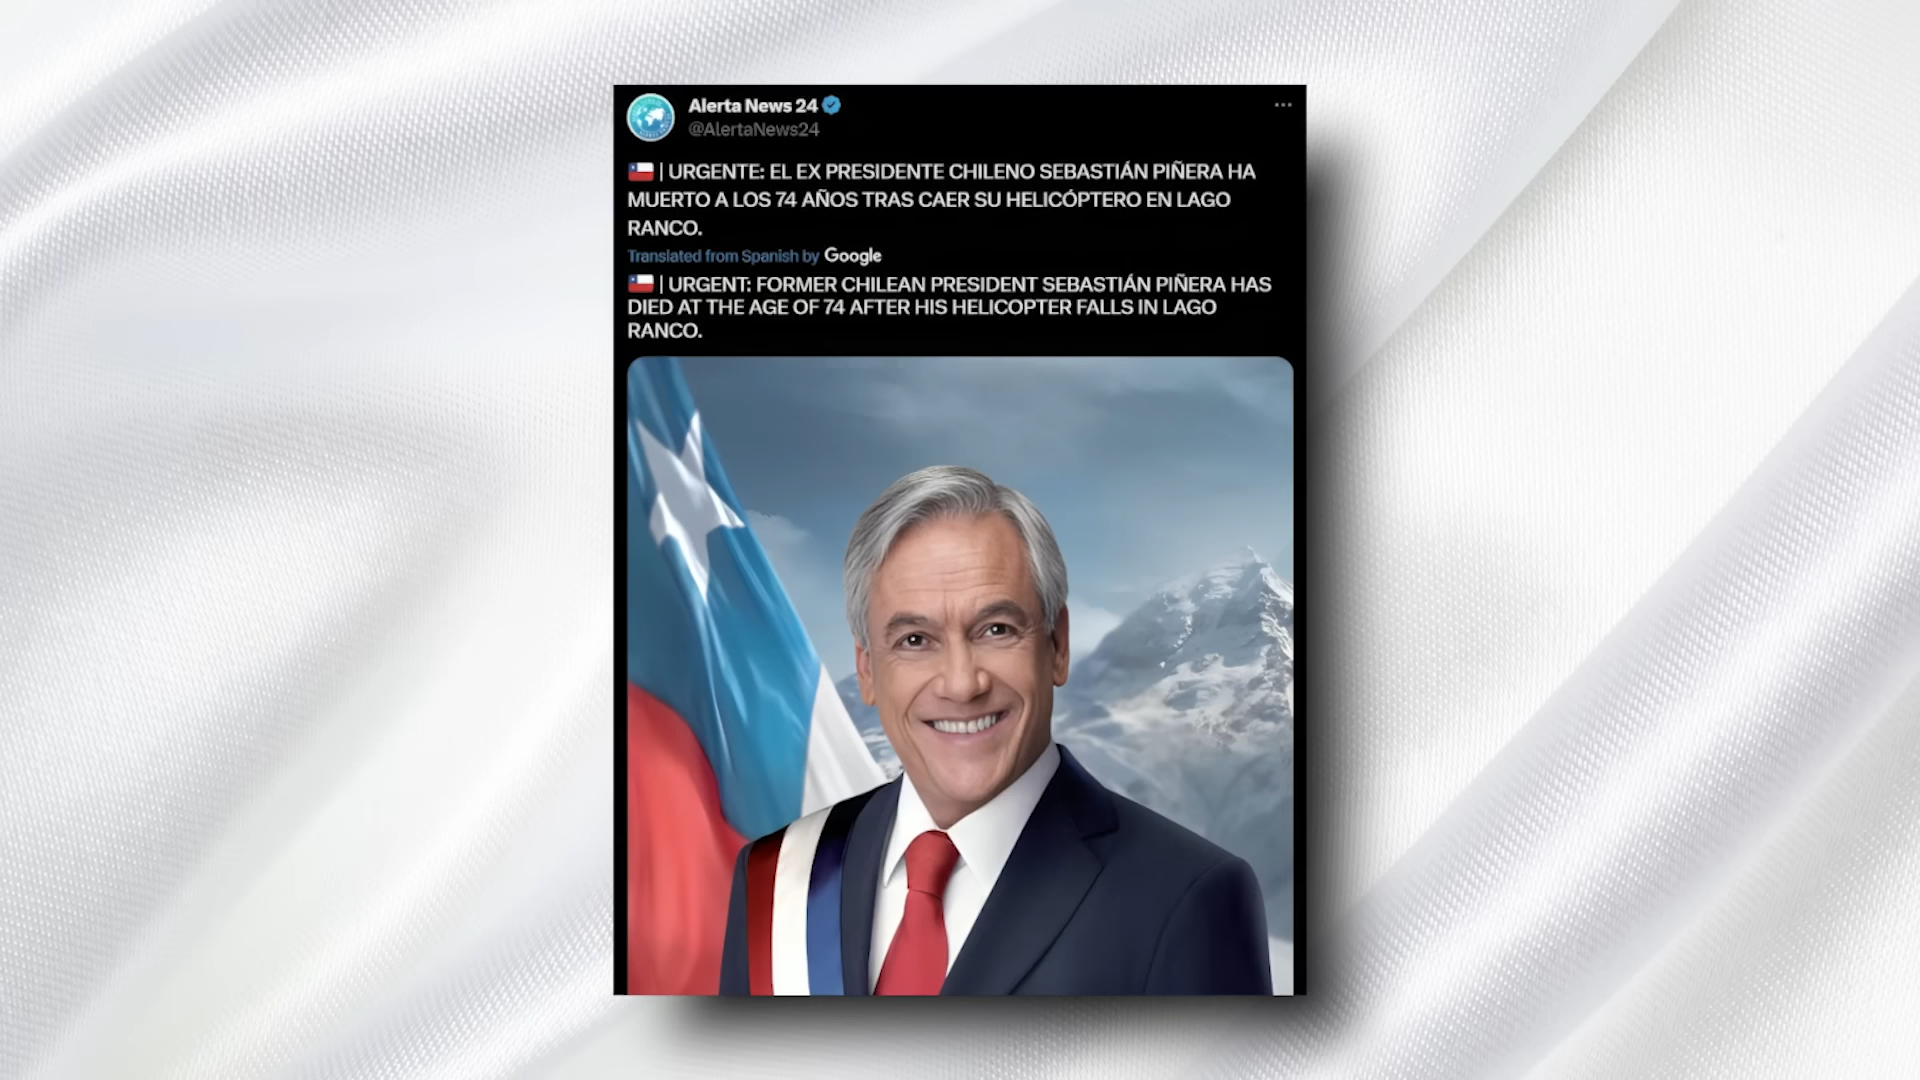 Alerta News 24
@AlertaNews24
| URGENTE: EL EX PRESIDENTE CHILENO SEBASTIÁN PIÑERA HA
MUERTO A LOS 74 AÑOS TRAS CAER SU HELICÓPTERO EN LAGO
RANCO.
Translated from Spanish by Google
| URGENT: FORMER CHILEAN PRESIDENT SEBASTIÁN PIÑERA HAS
DIED AT THE AGE OF 74 AFTER HIS HELICOPTER FALLS IN LAGO
RANCO.